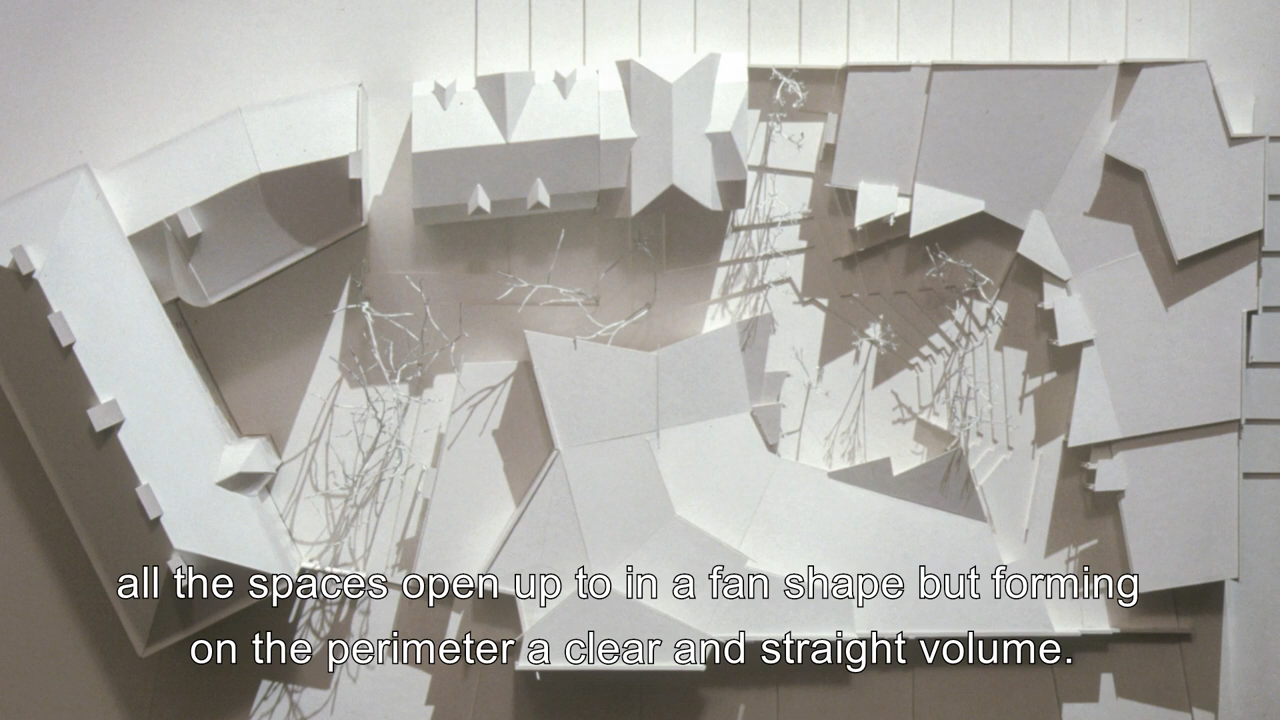 all the spaces open up to in a fan shape but forming
on the perimeter a clear and straight volume.